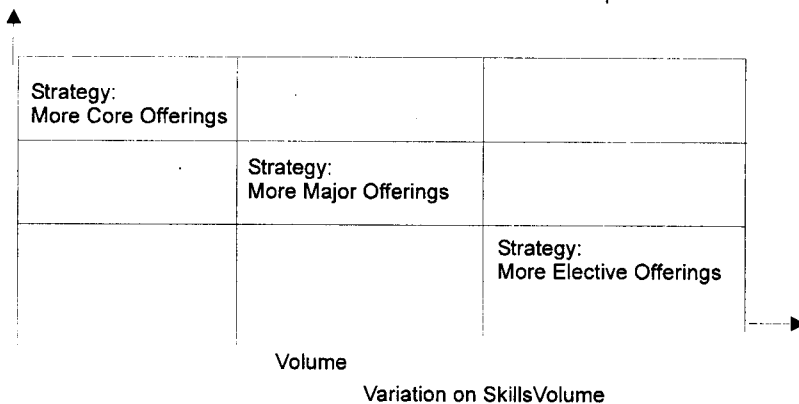 Strategy:
More Core Offerings
Strategy:
More Major Offerings
Strategy:
More Elective Offerings
Volume
Variation on SkillsVolume